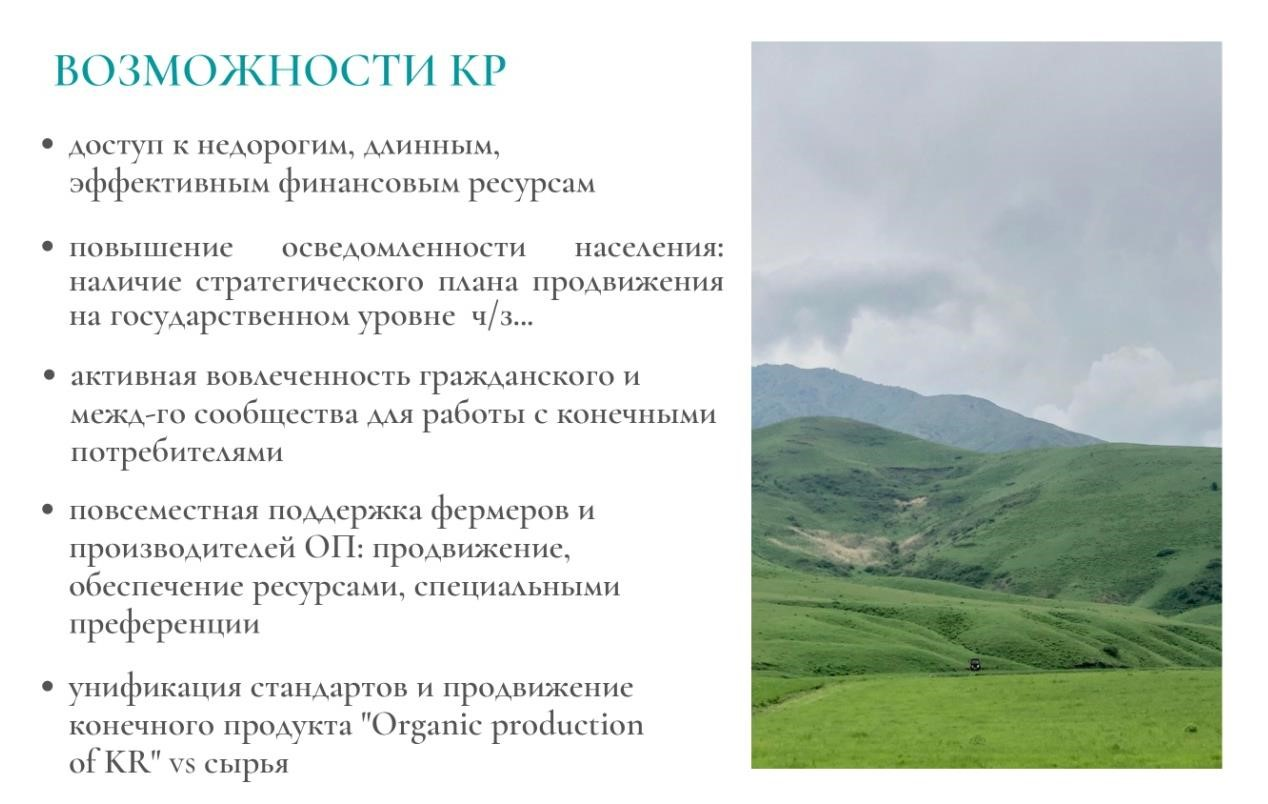 ВОЗМОЖНОСТИ КР
• доступ к недорогим, длинным,
эффективным финансовым ресурсам
• повышение осведомленности населения:
наличие стратегического плана продвижения
на государственном уровне ч/з...
• активная вовлеченность гражданского и
межд-го сообщества для работы с конечными
потребителями
• повсеместная поддержка фермеров и
производителей ОП: продвижение,
обеспечение ресурсами, специальными
преференции
• унификация стандартов и продвижение
конечного продукта "Organic production
of KR" vs сырья